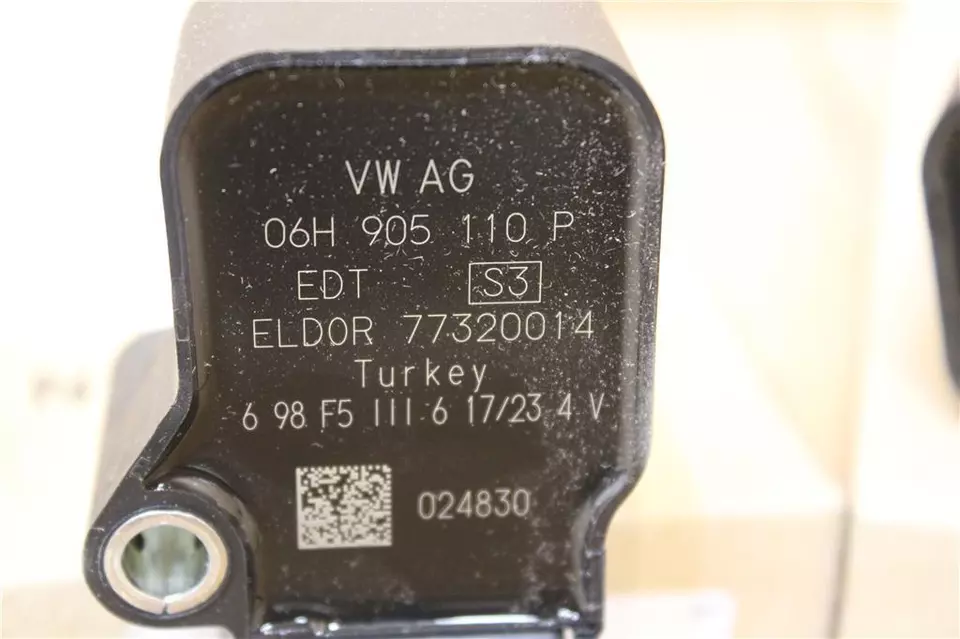 VW AG
06H 905 110 P
EDT S3
ELDOR 77320014
Turkey
6 98 F5 III 6 17/23 4 V
024830